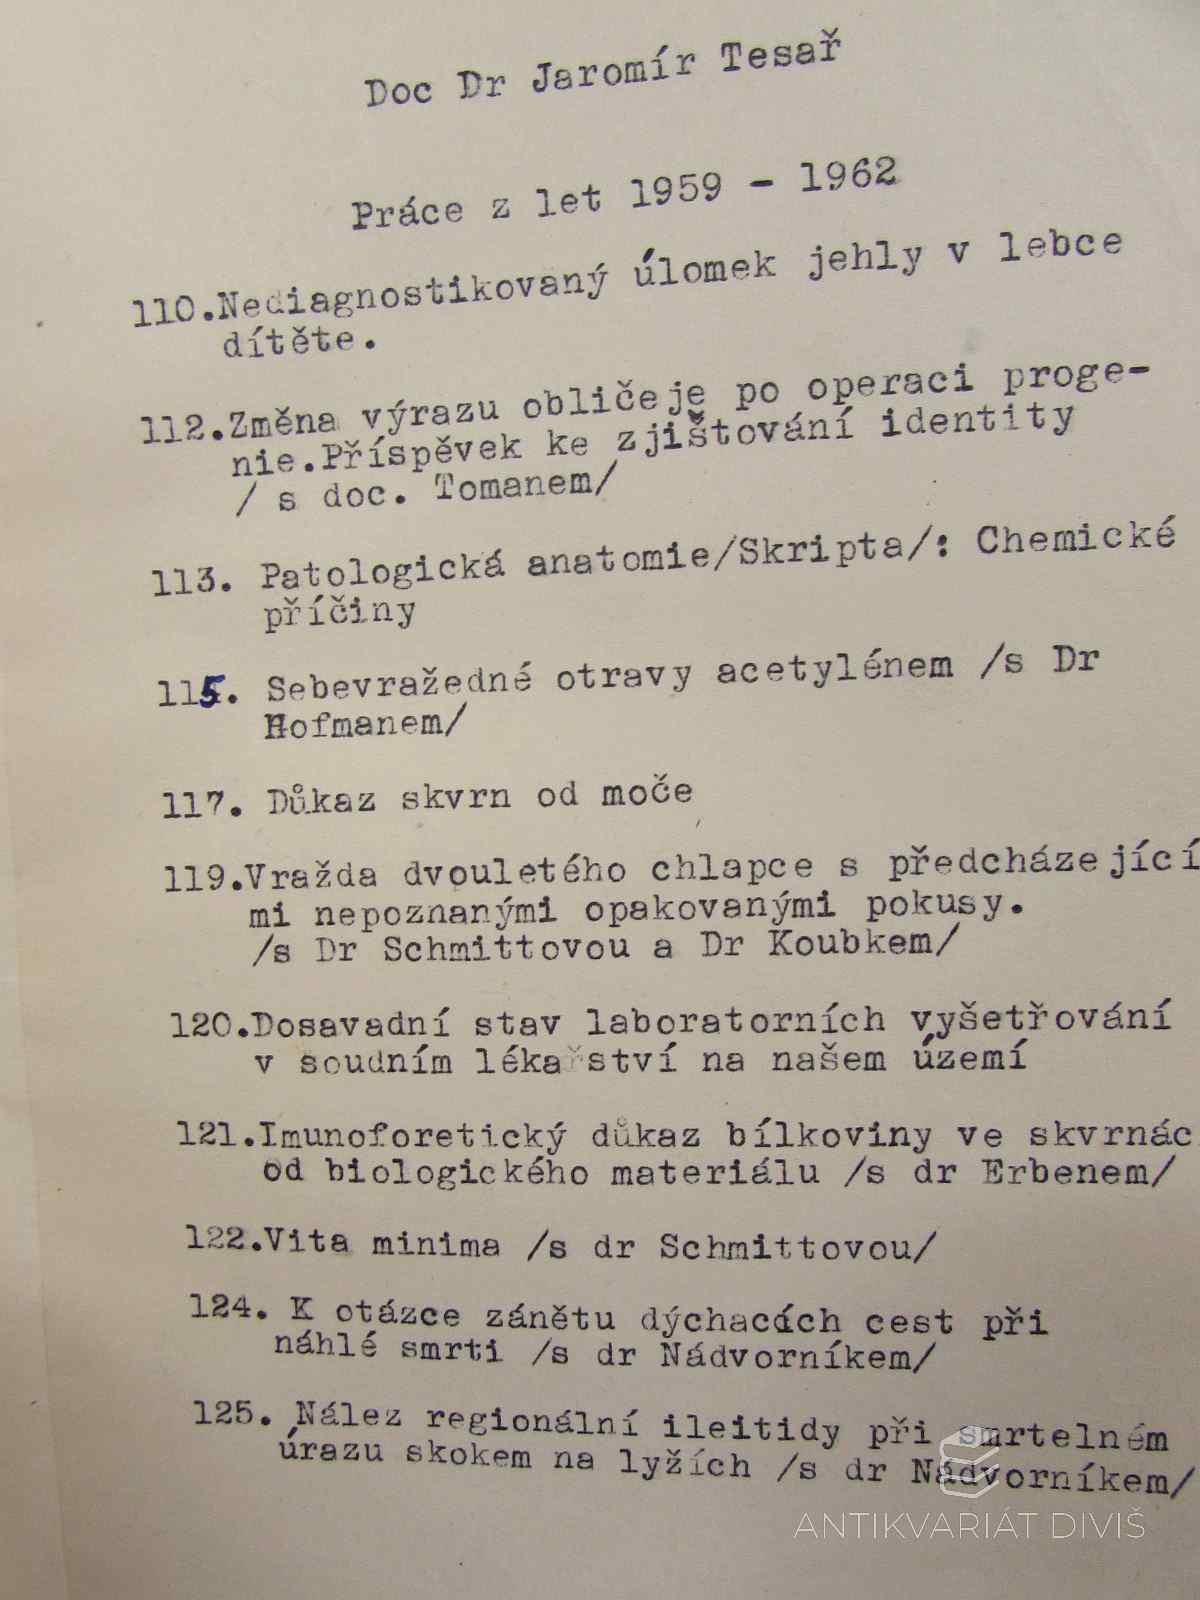 Doc Dr Jaromír Tesař
Práce z let 1959 - 1962
110.Nediagnostikovaný úlomek jehly v lebce
dítěte.
112.Změna výrazu obličeje po operaci proge-
nie.Příspěvek ke zjištování identity
/ s doc. Tomanem/
113. Patologická anatomie/Skripta/: Chemické
příčiny
115. Sebevražedné otravy acetylénem /s Dr
Hofmanem/
117. Důkaz skvrn od moče
119.Vražda dvouletého chlapce s předcházející
mi nepoznanými opakovanými pokusy.
/s Dr Schmittovou a Dr Koubkem/
120.Dosavadní stav laboratorních vyšetřování
v soudním lékařství na našem území
121.Imunoforetický důkaz bílkoviny ve skvrnác
od biologického materiálu /s dr Erbenem/
122.Vita minima /s dr Schmittovou/
124. K otázce zánětu dýchacích cest při
náhlé smrti /s dr Nádvorníkem/
125. Nález regionální ileitidy při smrtelném
úrazu skokem na lyžích /s dr Nádvorníkem/
ANTIKVARIÁT DIVIŠ